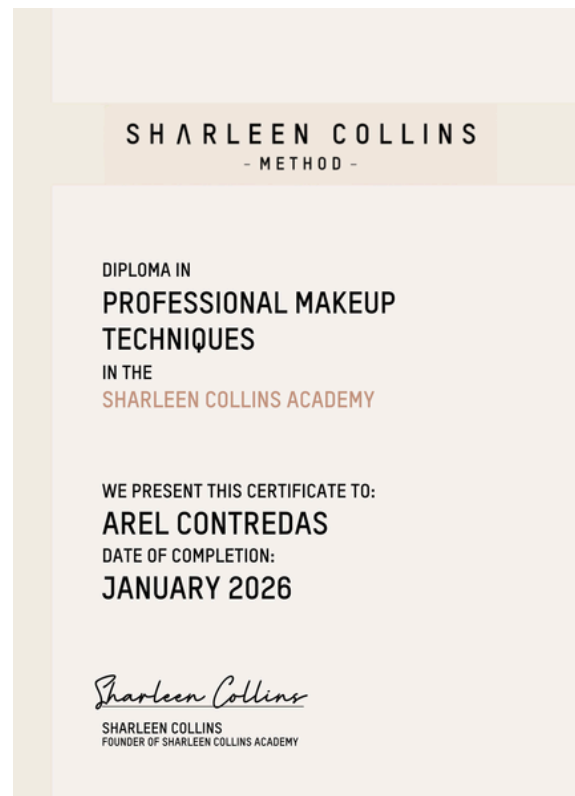 SHARLEEN COLLINS
- METHOD -
DIPLOMA IN
PROFESSIONAL MAKEUP
TECHNIQUES
IN THE
SHARLEEN COLLINS ACADEMY
WE PRESENT THIS CERTIFICATE TO:
AREL CONTREDAS
DATE OF COMPLETION:
JANUARY 2026
Sharleen Collins
SHARLEEN COLLINS
FOUNDER OF SHARLEEN COLLINS ACADEMY